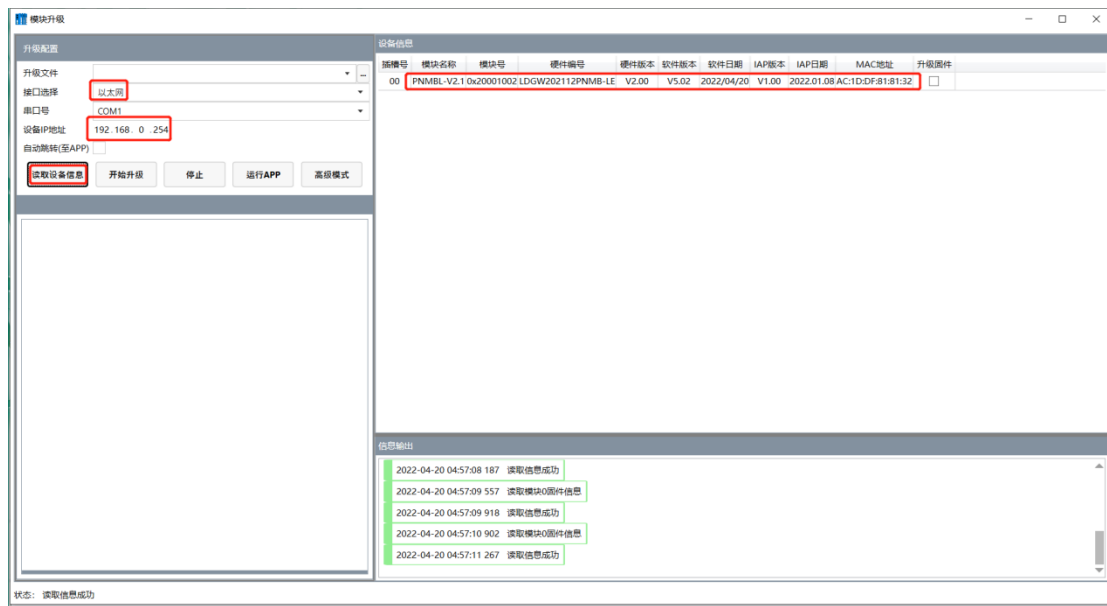 模块升级
升级配置
升级文件
接口选择 以太网
串口号 COM1
设备IP地址 192 . 168 . 0 . 254
自动跳转(至APP)
读取设备信息 开始升级 停止 运行APP 高级模式
设备信息
插槽号 模块名称 模块号 硬件编号 硬件版本 软件版本 软件日期 IAP版本 IAP日期 MAC地址 升级固件
00 PNMBL-V2.1 0x20001002 LDGW202112PNMB-LE V2.00 V5.02 2022/04/20 V1.00 2022.01.08 AC:1D:DF:81:81:32
信息输出
2022-04-20 04:57:08 187 读取信息成功
2022-04-20 04:57:09 557 读取模块0固件信息
2022-04-20 04:57:09 918 读取信息成功
2022-04-20 04:57:10 902 读取模块0固件信息
2022-04-20 04:57:11 267 读取信息成功
状态: 读取信息成功